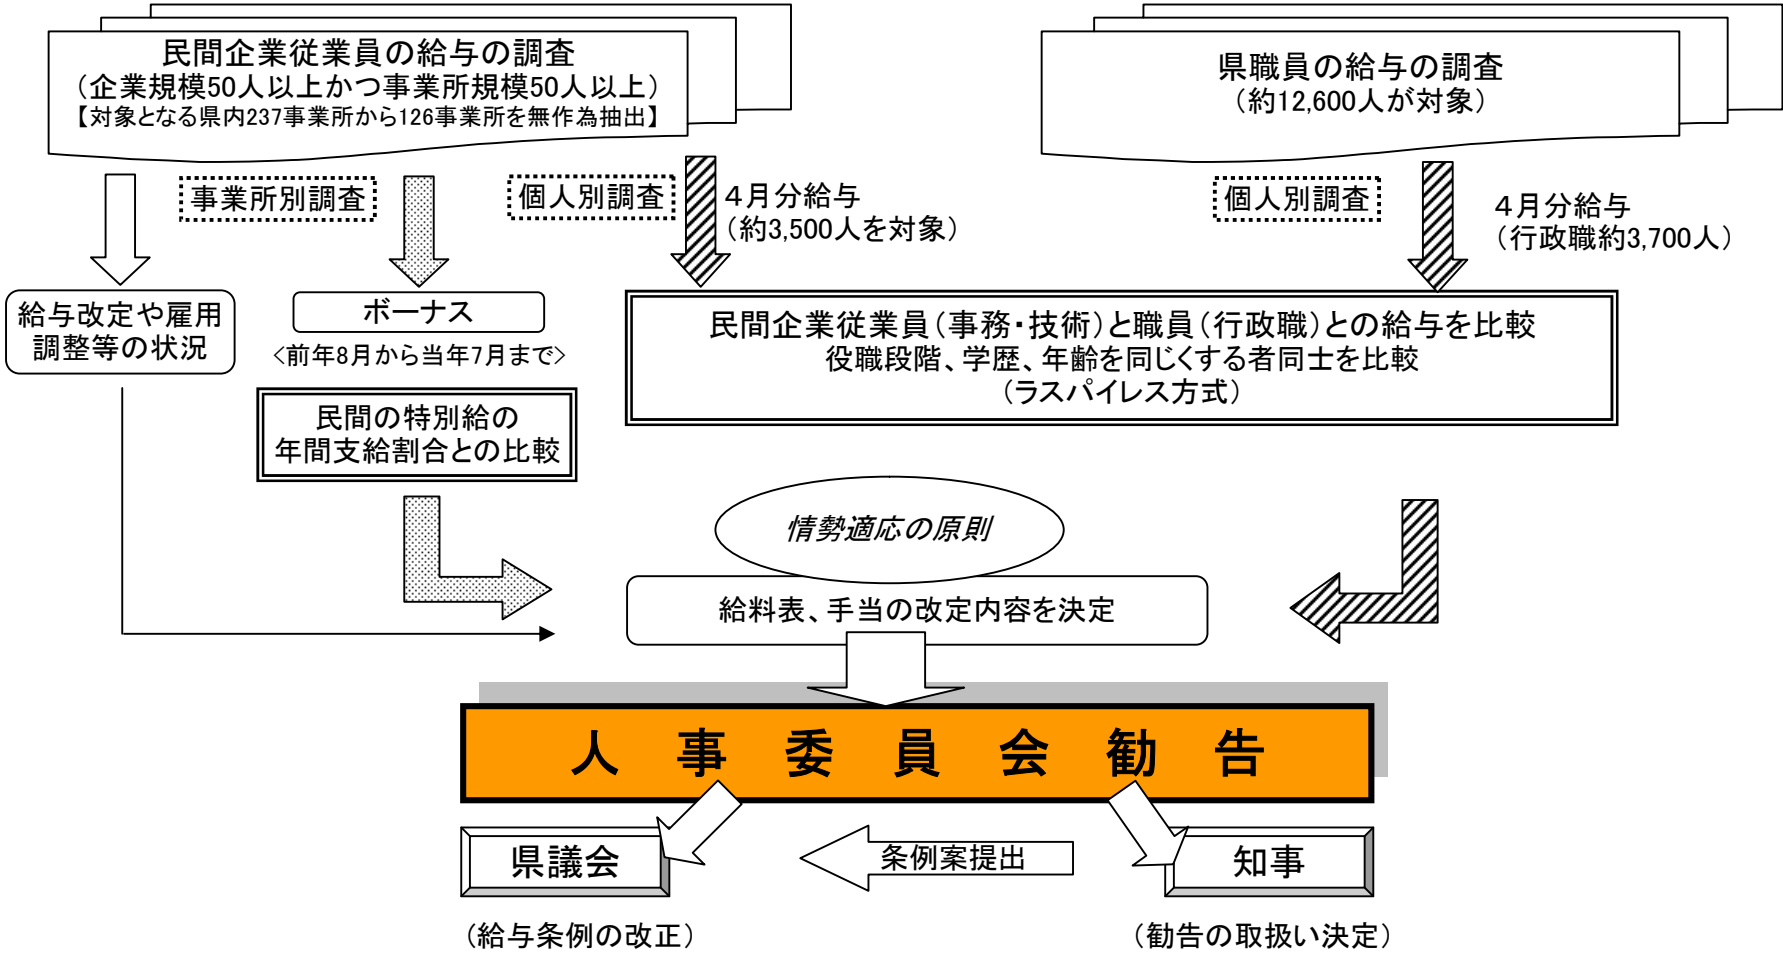 民間企業従業員の給与の調査
（企業規模50人以上かつ事業所規模50人以上）
【対象となる県内237事業所から126事業所を無作為抽出】
県職員の給与の調査
（約12,600人が対象）
事業所別調査
個人別調査
４月分給与
（約3,500人を対象）
個人別調査
４月分給与
（行政職約3,700人）
給与改定や雇用
調整等の状況
ボーナス
<前年8月から当年7月まで>
民間企業従業員（事務・技術）と職員（行政職）との給与を比較
役職段階、学歴、年齢を同じくする者同士を比較
（ラスパイレス方式）
民間の特別給の
年間支給割合との比較
情勢適応の原則
給料表、手当の改定内容を決定
人事委員会勧告
県議会
条例案提出
知事
（給与条例の改正）
（勧告の取扱い決定）